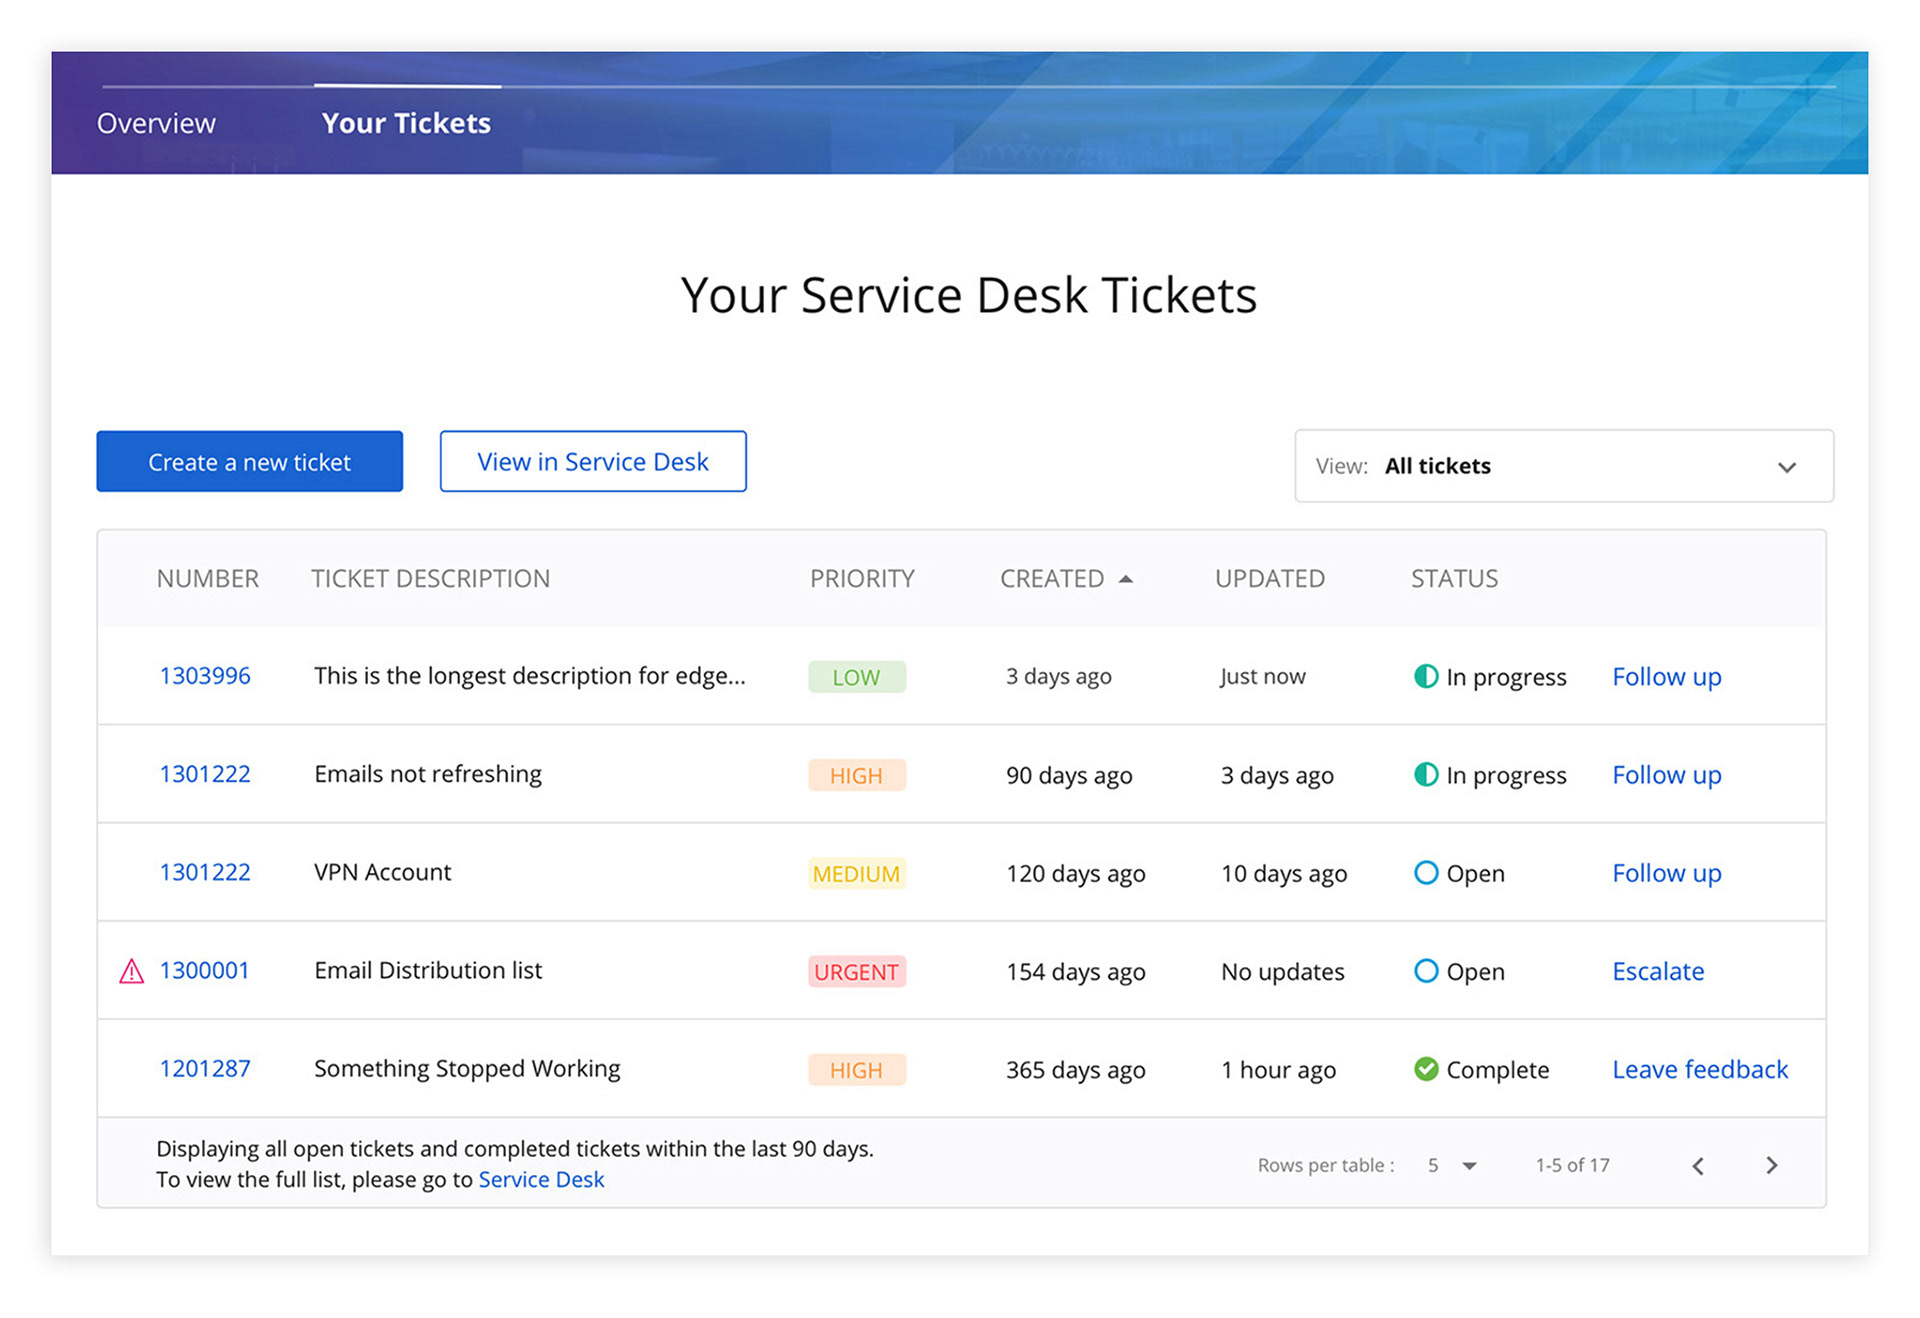 Overview Your Tickets
Your Service Desk Tickets
Create a new ticket View in Service Desk View: All tickets
NUMBER TICKET DESCRIPTION PRIORITY CREATED UPDATED STATUS
1303996 This is the longest description for edge... LOW 3 days ago Just now In progress Follow up
1301222 Emails not refreshing HIGH 90 days ago 3 days ago In progress Follow up
1301222 VPN Account MEDIUM 120 days ago 10 days ago Open Follow up
1300001 Email Distribution list URGENT 154 days ago No updates Open Escalate
1201287 Something Stopped Working HIGH 365 days ago 1 hour ago Complete Leave feedback
Displaying all open tickets and completed tickets within the last 90 days.
To view the full list, please go to Service Desk
Rows per table : 5 1-5 of 17